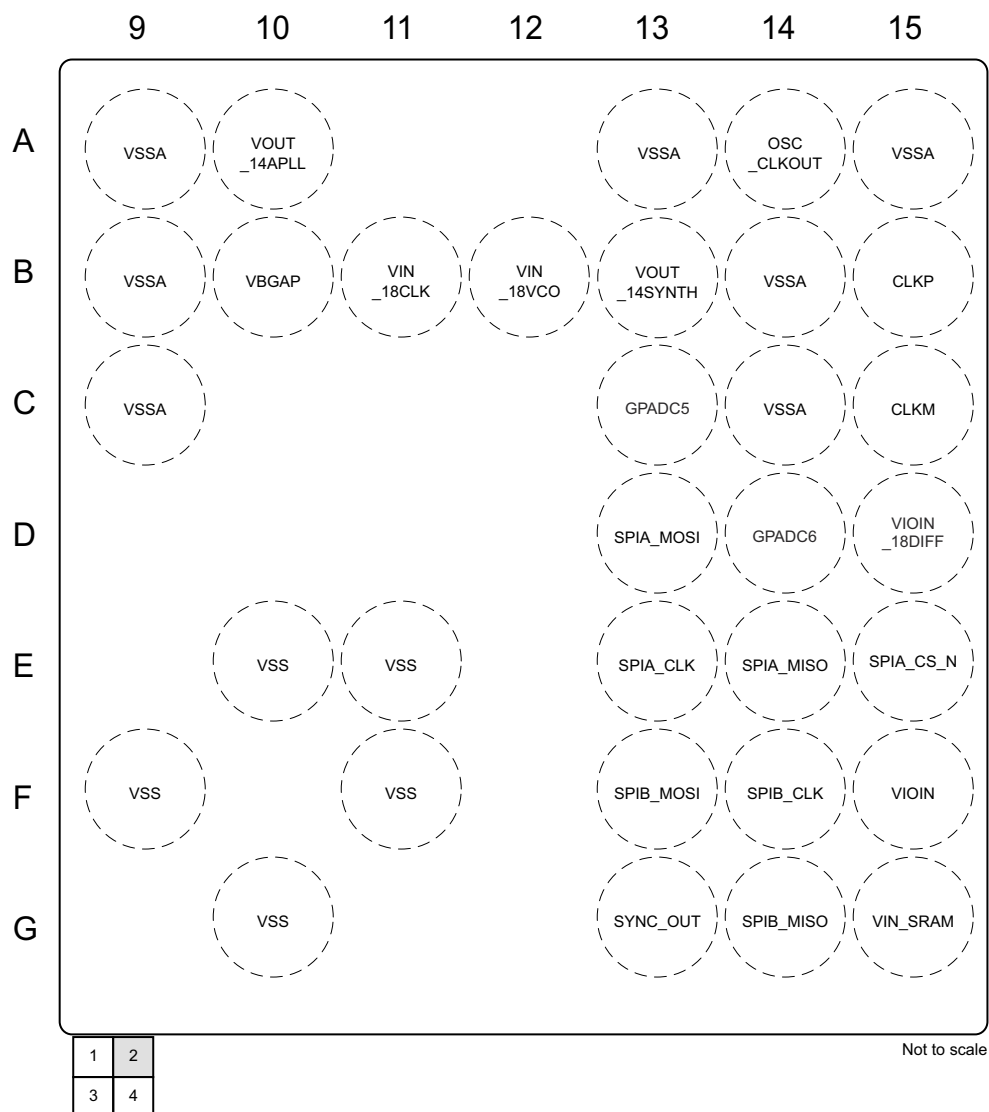 9 10 11 12 13 14 15
A
VSSA
VOUT
_14APLL
VSSA
OSC
_CLKOUT
VSSA
B
VSSA
VBGAP
VIN
_18CLK
VIN
_18VCO
VOUT
_14SYNTH
VSSA
CLKP
C
VSSA
GPADC5
VSSA
CLKM
D
SPIA_MOSI
GPADC6
VIOIN
_18DIFF
E
VSS
VSS
SPIA_CLK
SPIA_MISO
SPIA_CS_N
F
VSS
VSS
SPIB_MOSI
SPIB_CLK
VIOIN
G
VSS
SYNC_OUT
SPIB_MISO
VIN_SRAM
1 2
3 4
Not to scale